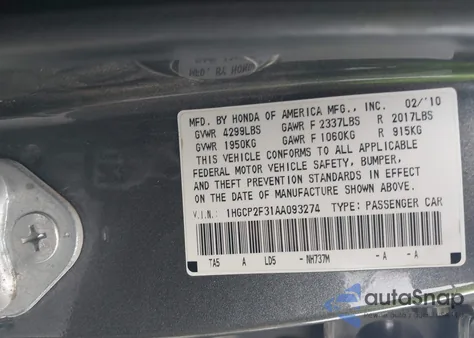 MFD. BY HONDA OF AMERICA MFG., INC. 02/'10
GVWR 4299LBS GAWR F 2337LBS R 2017LBS
GVWR 1950KG GAWR F 1060KG R 915KG
THIS VEHICLE CONFORMS TO ALL APPLICABLE
FEDERAL MOTOR VEHICLE SAFETY, BUMPER,
AND THEFT PREVENTION STANDARDS IN EFFECT
ON THE DATE OF MANUFACTURE SHOWN ABOVE.
V.I.N.: 1HGCP2F31AA093274 TYPE: PASSENGER CAR
TA5 A LD5 - NH737M
autoSnap